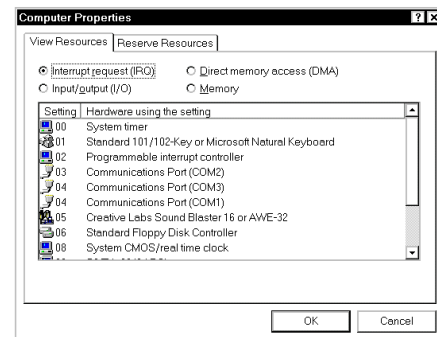 Computer Properties
View Resources Reserve Resources
Interrupt request (IRQ) Direct memory access (DMA)
Input/output (I/O) Memory
Setting Hardware using the setting
00 System timer
01 Standard 101/102-Key or Microsoft Natural Keyboard
02 Programmable interrupt controller
03 Communications Port (COM2)
04 Communications Port (COM3)
04 Communications Port (COM1)
05 Creative Labs Sound Blaster 16 or AWE-32
06 Standard Floppy Disk Controller
08 System CMOS/real time clock
OK Cancel